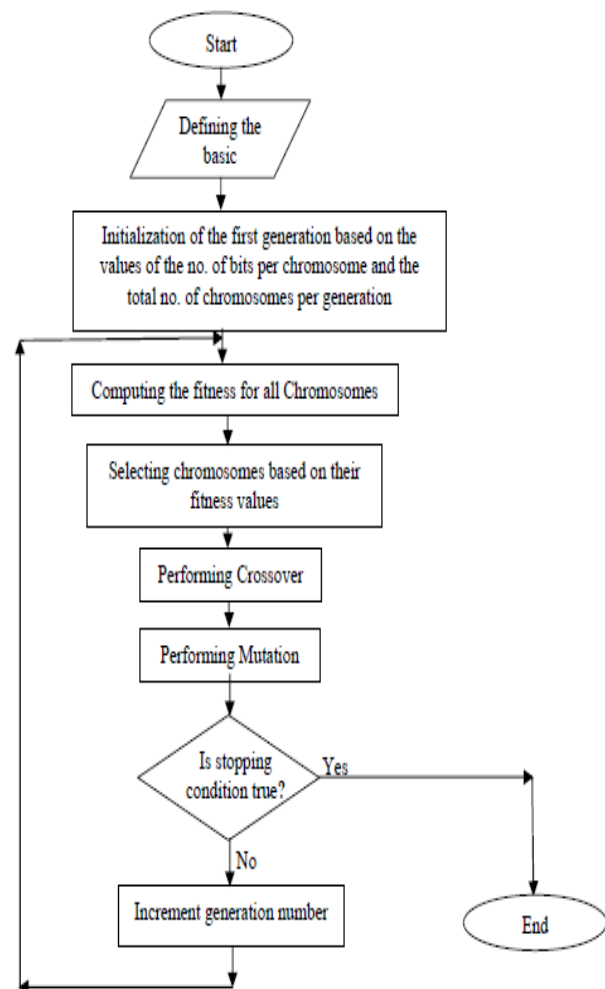 Start
Defining the
basic
Initialization of the first generation based on the
values of the no. of bits per chromosome and the
total no. of chromosomes per generation
Computing the fitness for all Chromosomes
Selecting chromosomes based on their
fitness values
Performing Crossover
Performing Mutation
Is stopping
condition true?
Yes
No
Increment generation number
End